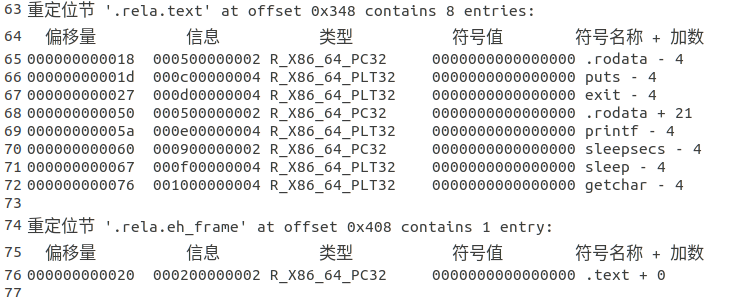 63 重定位节 '.rela.text' at offset 0x348 contains 8 entries:
64 偏移量 信息 类型 符号值 符号名称 + 加数
65 000000000018 000500000002 R_X86_64_PC32 0000000000000000 .rodata - 4
66 00000000001d 000c00000004 R_X86_64_PLT32 0000000000000000 puts - 4
67 000000000027 000d00000004 R_X86_64_PLT32 0000000000000000 exit - 4
68 000000000050 000500000002 R_X86_64_PC32 0000000000000000 .rodata + 21
69 00000000005a 000e00000004 R_X86_64_PLT32 0000000000000000 printf - 4
70 000000000060 000900000002 R_X86_64_PC32 0000000000000000 sleepsecs - 4
71 000000000067 000f00000004 R_X86_64_PLT32 0000000000000000 sleep - 4
72 000000000076 001000000004 R_X86_64_PLT32 0000000000000000 getchar - 4
73
74 重定位节 '.rela.eh_frame' at offset 0x408 contains 1 entry:
75 偏移量 信息 类型 符号值 符号名称 + 加数
76 000000000020 000200000002 R_X86_64_PC32 0000000000000000 .text + 0
77